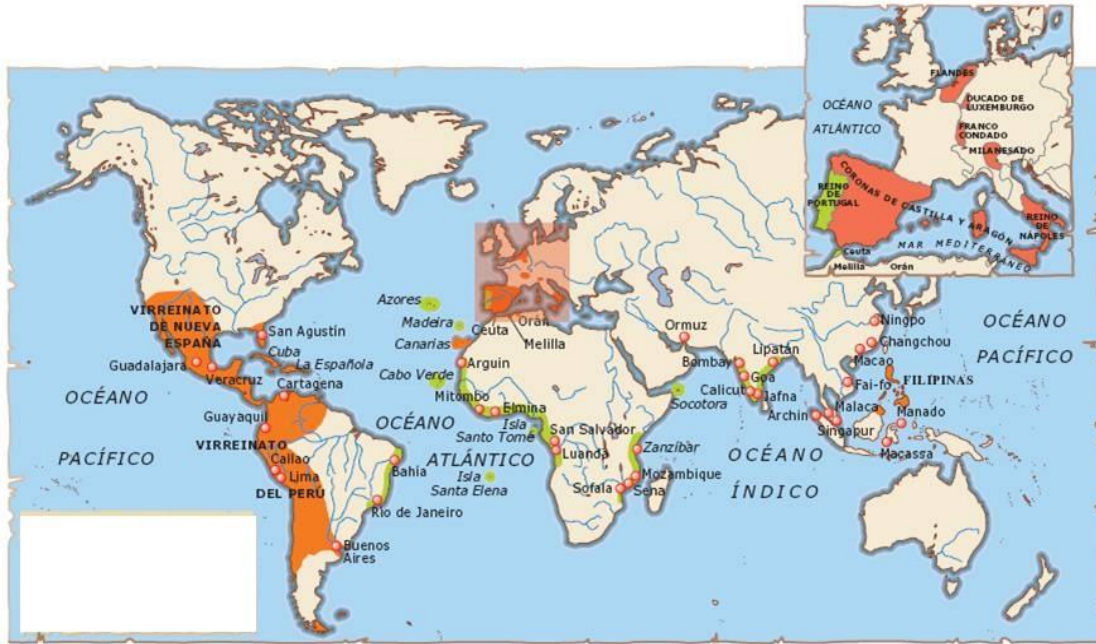 OCÉANO
ATLÁNTICO
FLANDES
DUCADO DE
LUXEMBURGO
FRANCO
CONDADO
MILANESADO
REINO
DE
PORTUGAL
CORONAS DE CASTILLA Y ARAGÓN
REINO
DE
NÁPOLES
MAR MEDITERRÁNEO
Ceuta
Melilla
Orán
VIRREINATO
DE NUEVA
ESPAÑA
San Agustín
Cuba
La Española
Guadalajara
Veracruz
Cartagena
OCÉANO
PACÍFICO
Guayaquil
VIRREINATO
Callao
Lima
DEL PERÚ
Bahia
Rio de Janeiro
Buenos
Aires
Azores
Madeira
Canarias
Cabo Verde
Ceuta
Orán
Melilla
Arguin
Mitombo
Elmina
OCÉANO
ATLÁNTICO
Isla
Santo Tomé
Isla
Santa Elena
San Salvador
Luanda
Zanzíbar
Mozambique
Sofala
Sena
Socotora
Ormuz
Bombay
Lipatán
Goa
Calicut
Jafna
OCÉANO
ÍNDICO
Ningpo
Changchou
Macao
Fai-fo
FILIPINAS
Malaca
Manado
Archin
Singapur
Macassa
OCÉANO
PACÍFICO